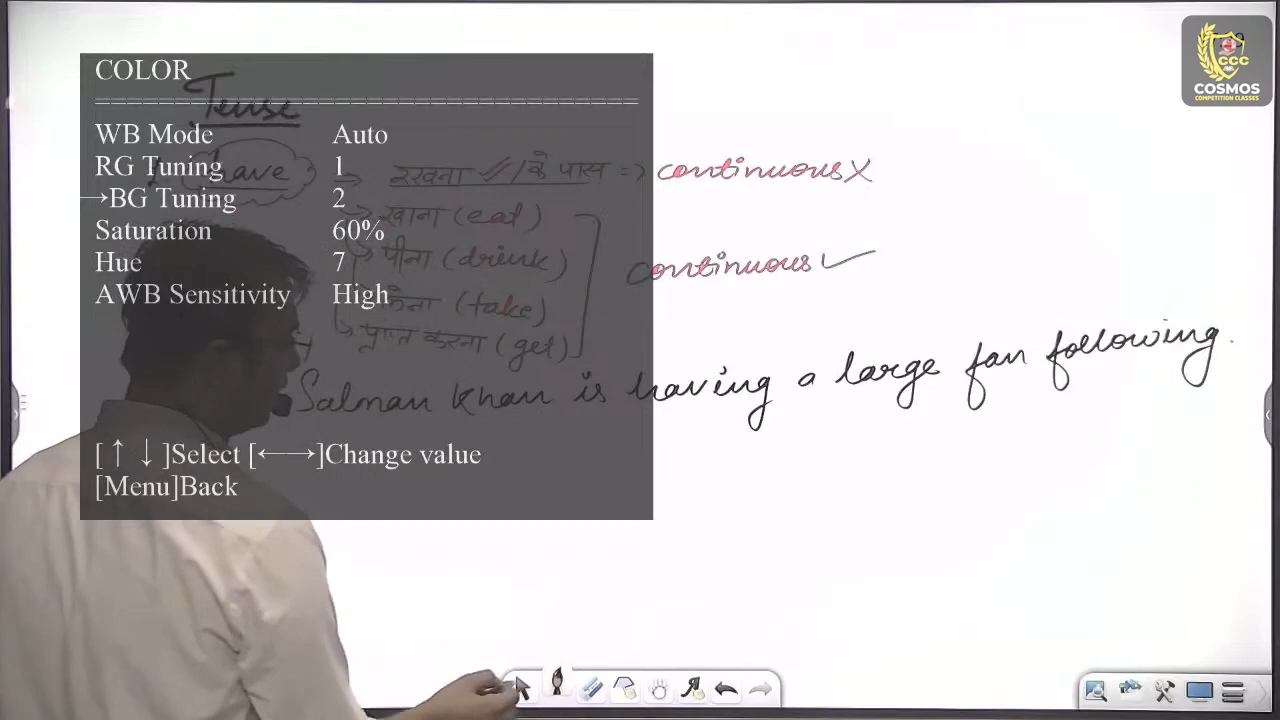 CCC
COSMOS
COMPETITION CLASSES
COLOR
Tense
WB Mode Auto
RG Tuning 1
→BG Tuning 2
Saturation 60%
Hue 7
AWB Sensitivity High
have → रखना // के पास => continuous X
→ खाना (eat)
→ पीना (drink) continuous ✓
(take)
→ प्राप्त करना (get)
Salman Khan is having a large fan following.
[↑ ↓ ]Select [←→]Change value
[Menu]Back